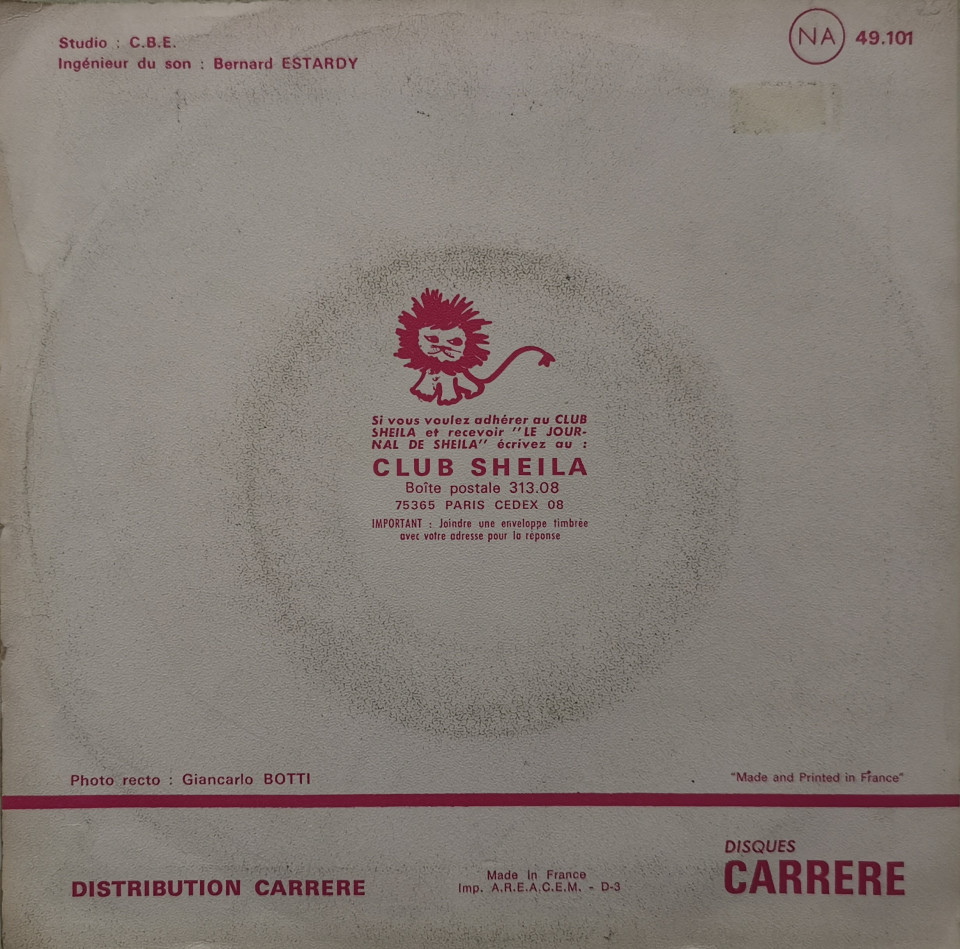 Studio : C.B.E.
Ingénieur du son : Bernard ESTARDY
NA 49.101
Si vous voulez adhérer au CLUB
SHEILA et recevoir "LE JOUR-
NAL DE SHEILA" écrivez au :
CLUB SHEILA
Boîte postale 313.08
75365 PARIS CEDEX 08
IMPORTANT : Joindre une enveloppe timbrée
avec votre adresse pour la réponse
Photo recto : Giancarlo BOTTI
"Made and Printed in France"
DISTRIBUTION CARRERE
Made In France
Imp. A.R.E.A.C.E.M. - D-3
DISQUES
CARRERE